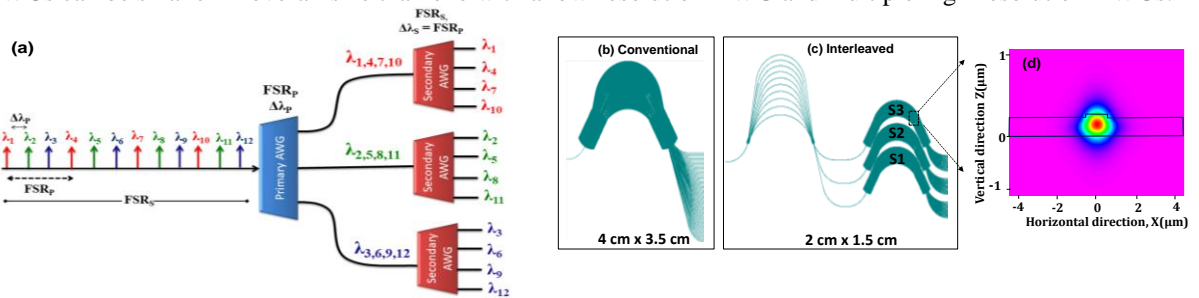 (a)
FSR_S,
Δλ_S = FSR_P
λ_1,4,7,10
Secondary
AWG
λ_1
λ_4
λ_7
λ_10
FSR_P
Δλ_P
Δλ_P
λ_1 λ_2 λ_3 λ_4 λ_5 λ_6 λ_7 λ_8 λ_9 λ_10 λ_11 λ_12
Primary AWG
FSR_P
FSR_S
λ_2,5,8,11
Secondary
AWG
λ_2
λ_5
λ_8
λ_11
λ_3,6,9,12
Secondary
AWG
λ_3
λ_6
λ_9
λ_12
(b) Conventional
4 cm x 3.5 cm
(c) Interleaved
S3
S2
S1
2 cm x 1.5 cm
(d)
Vertical direction Z(μm)
1
0
-1
-4 -2 0 2 4
Horizontal direction, X(μm)